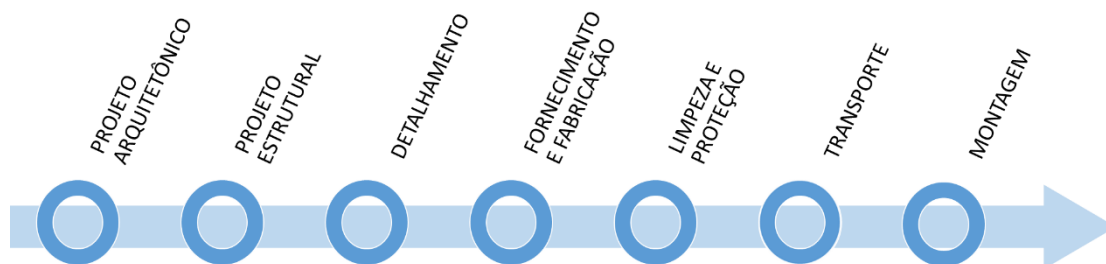 PROJETO
ARQUITETÔNICO
PROJETO
ESTRUTURAL
DETALHAMENTO
FORNECIMENTO
E FABRICAÇÃO
LIMPEZA E
PROTEÇÃO
TRANSPORTE
MONTAGEM